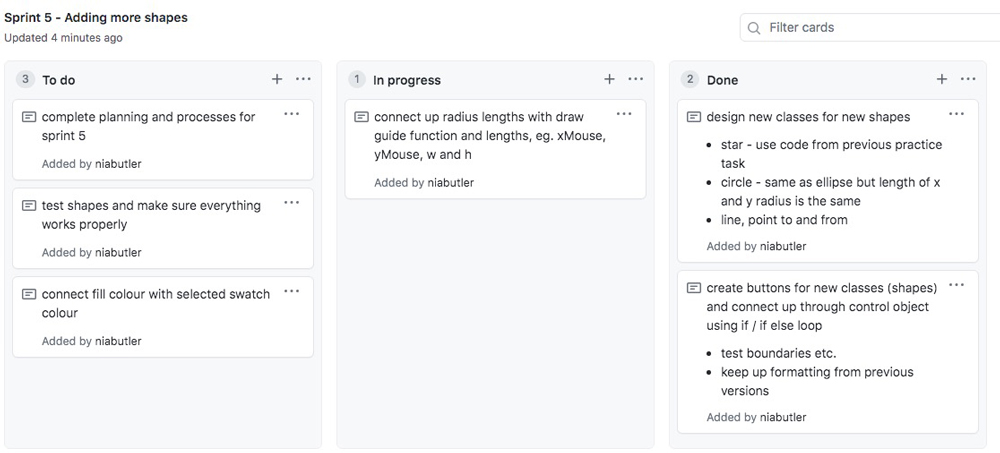 Sprint 5 - Adding more shapes
Updated 4 minutes ago
Filter cards
3 To do
complete planning and processes for
sprint 5
Added by niabutler
test shapes and make sure everything
works properly
Added by niabutler
connect fill colour with selected swatch
colour
Added by niabutler
1 In progress
connect up radius lengths with draw
guide function and lengths, eg. xMouse,
yMouse, w and h
Added by niabutler
2 Done
design new classes for new shapes
• star - use code from previous practice
task
• circle - same as ellipse but length of x
and y radius is the same
• line, point to and from
Added by niabutler
create buttons for new classes (shapes)
and connect up through control object
using if / if else loop
• test boundaries etc.
• keep up formatting from previous
versions
Added by niabutler